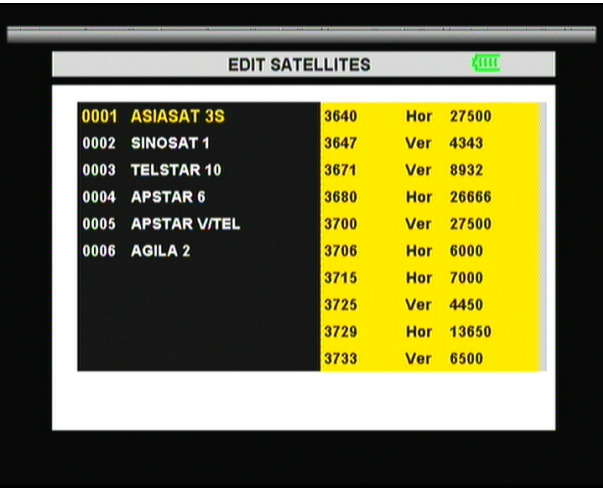 EDIT SATELLITES
0001 ASIASAT 3S 3640 Hor 27500
0002 SINOSAT 1 3647 Ver 4343
0003 TELSTAR 10 3671 Ver 8932
0004 APSTAR 6 3680 Hor 26666
0005 APSTAR V/TEL 3700 Ver 27500
0006 AGILA 2 3706 Hor 6000
3715 Hor 7000
3725 Ver 4450
3729 Hor 13650
3733 Ver 6500